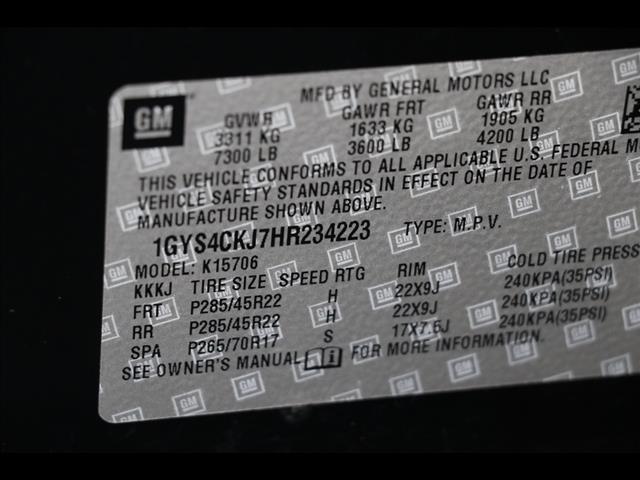 GM
MFD BY GENERAL MOTORS LLC
GVWR GAWR FRT GAWR RR
3311 KG 1633 KG 1905 KG
7300 LB 3600 LB 4200 LB
THIS VEHICLE CONFORMS TO ALL APPLICABLE U.S. FEDERAL
VEHICLE SAFETY STANDARDS IN EFFECT ON THE DATE OF
MANUFACTURE SHOWN ABOVE.
1GYS4CKJ7HR234223 TYPE: M.P.V.
MODEL: K15706
KKKJ TIRE SIZE SPEED RTG RIM COLD TIRE PRESS
FRT P285/45R22 H 22X9J 240KPA(35PSI)
RR P285/45R22 H 22X9J 240KPA(35PSI)
SPA P265/70R17 S 17X7.5J 240KPA(35PSI)
SEE OWNER'S MANUAL FOR MORE INFORMATION.